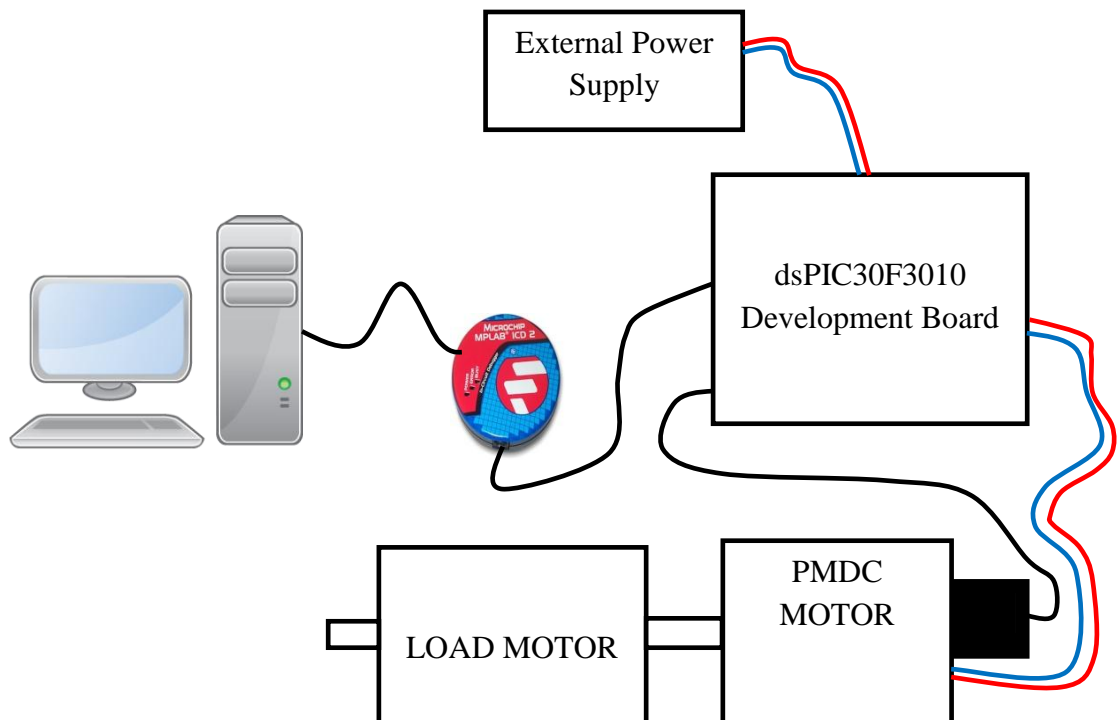 External Power
Supply
dsPIC30F3010
Development Board
MICROCHIP
MPLAB® ICD 2
PMDC
MOTOR
LOAD MOTOR